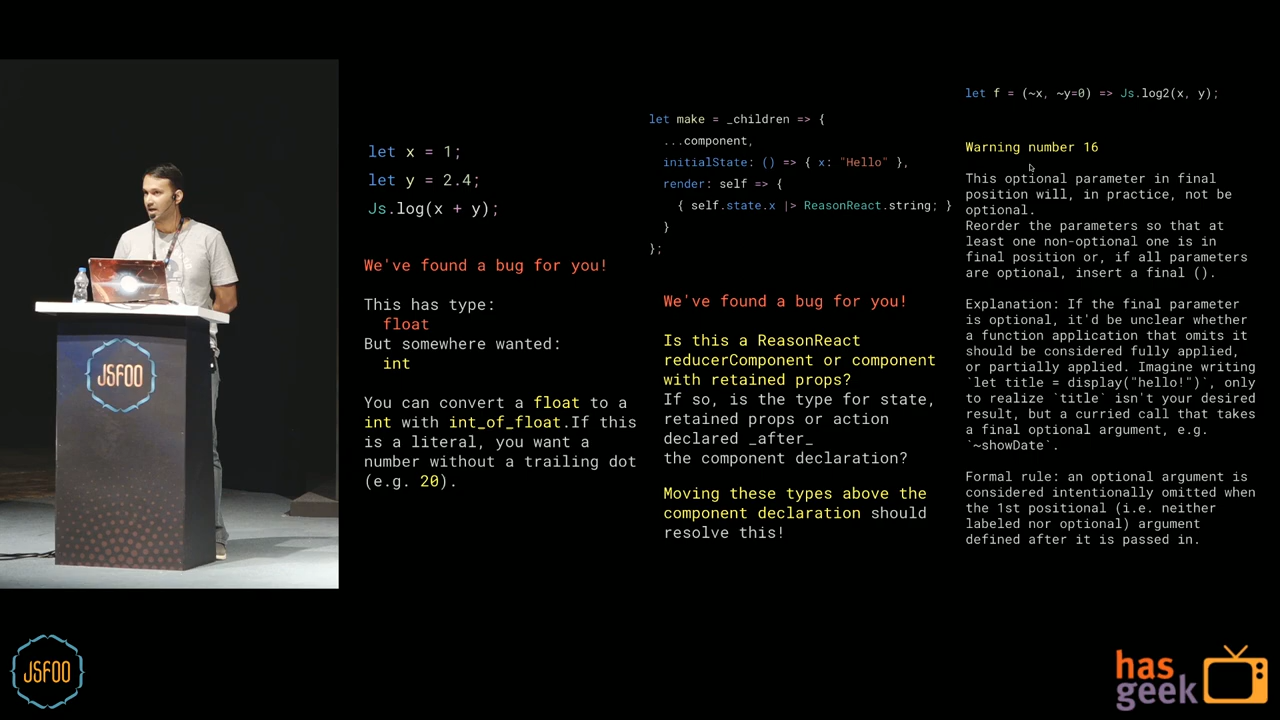 let x = 1;
let y = 2.4;
Js.log(x + y);
We've found a bug for you!
This has type:
float
But somewhere wanted:
int
You can convert a float to a
int with int_of_float.If this
is a literal, you want a
number without a trailing dot
(e.g. 20).
let make = _children => {
...component,
initialState: () => { x: "Hello" },
render: self => {
{ self.state.x |> ReasonReact.string; }
}
};
We've found a bug for you!
Is this a ReasonReact
reducerComponent or component
with retained props?
If so, is the type for state,
retained props or action
declared _after_
the component declaration?
Moving these types above the
component declaration should
resolve this!
let f = (~x, ~y=0) => Js.log2(x, y);
Warning number 16
This optional parameter in final
position will, in practice, not be
optional.
Reorder the parameters so that at
least one non-optional one is in
final position or, if all parameters
are optional, insert a final ().
Explanation: If the final parameter
is optional, it'd be unclear whether
a function application that omits it
should be considered fully applied,
or partially applied. Imagine writing
`let title = display("hello!")`, only
to realize `title` isn't your desired
result, but a curried call that takes
a final optional argument, e.g.
`~showDate`.
Formal rule: an optional argument is
considered intentionally omitted when
the 1st positional (i.e. neither
labeled nor optional) argument
defined after it is passed in.
JSFOO
JSFOO
has
geek